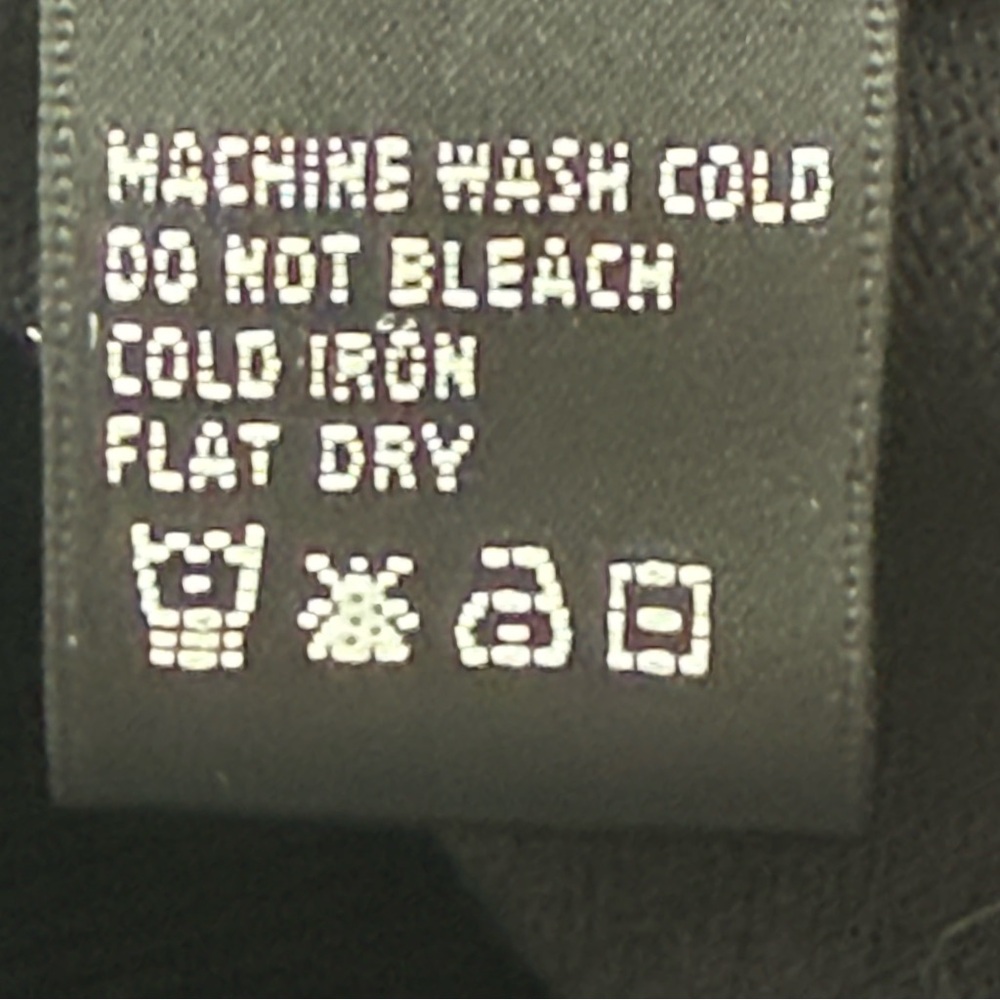 MACHINE WASH COLD
DO NOT BLEACH
COLD IRON
FLAT DRY